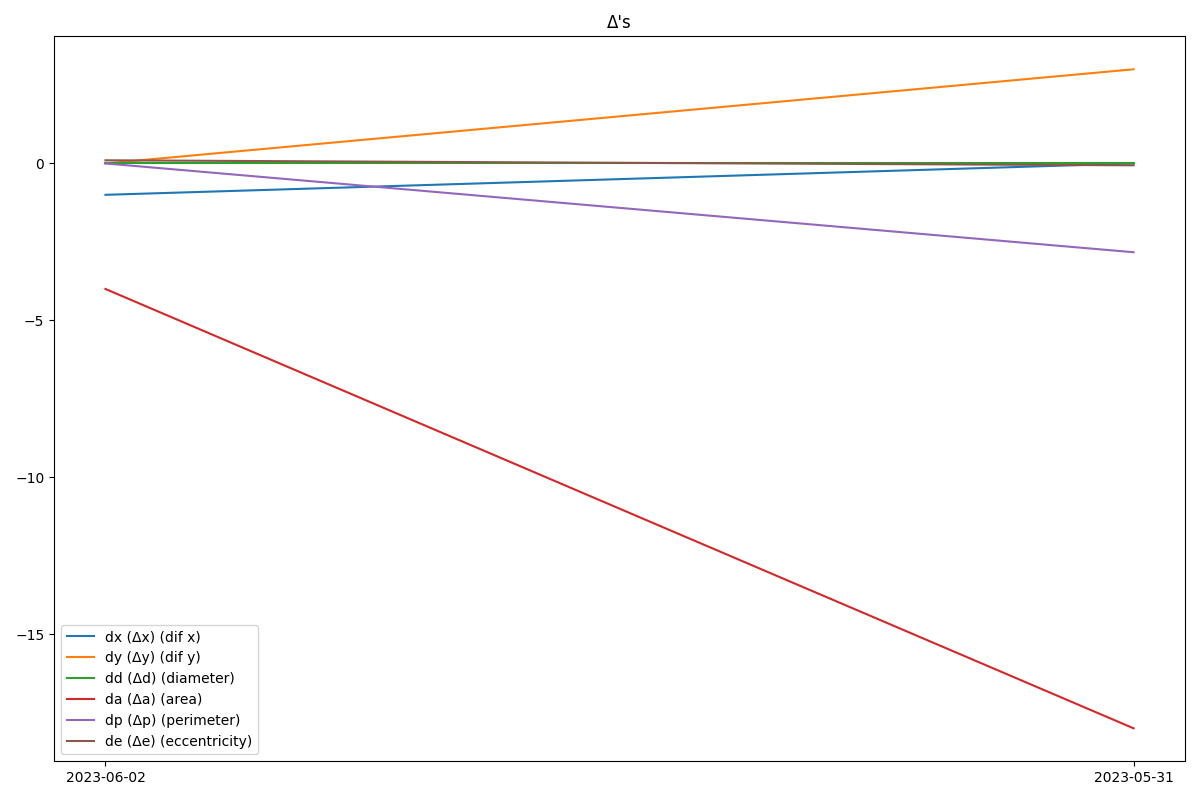 Δ's
0
−5
−10
−15
dx (Δx) (dif x)
dy (Δy) (dif y)
dd (Δd) (diameter)
da (Δa) (area)
dp (Δp) (perimeter)
de (Δe) (eccentricity)
2023-06-02
2023-05-31